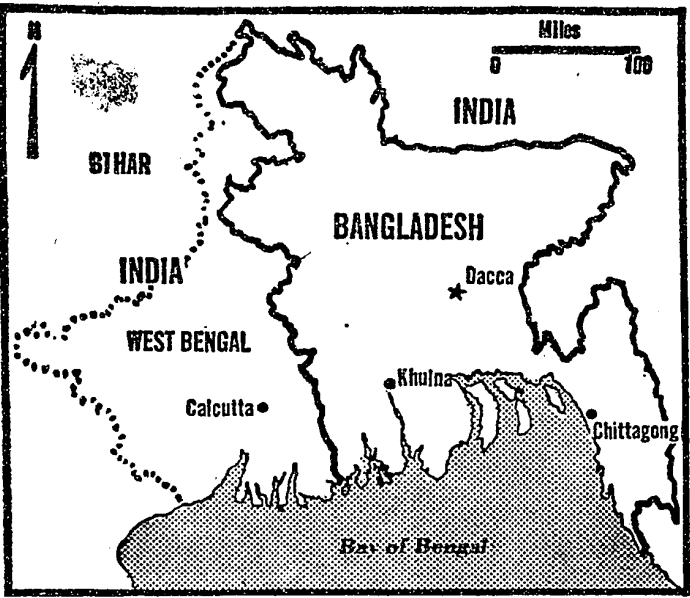 N
Miles
0 100
INDIA
BIHAR
BANGLADESH
INDIA
Dacca
WEST BENGAL
Khulna
Calcutta
Chittagong
Bay of Bengal